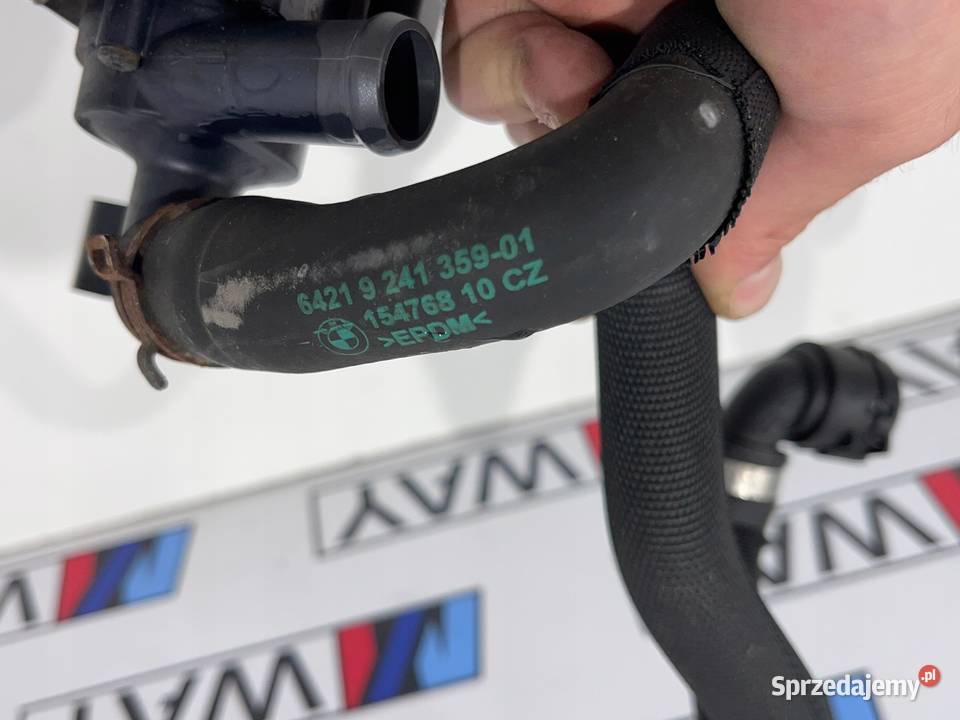 6421 9 241 359-01
154768 10 CZ
>EPDM<
WAY
WAY
WAY
Sprzedajemy.pl